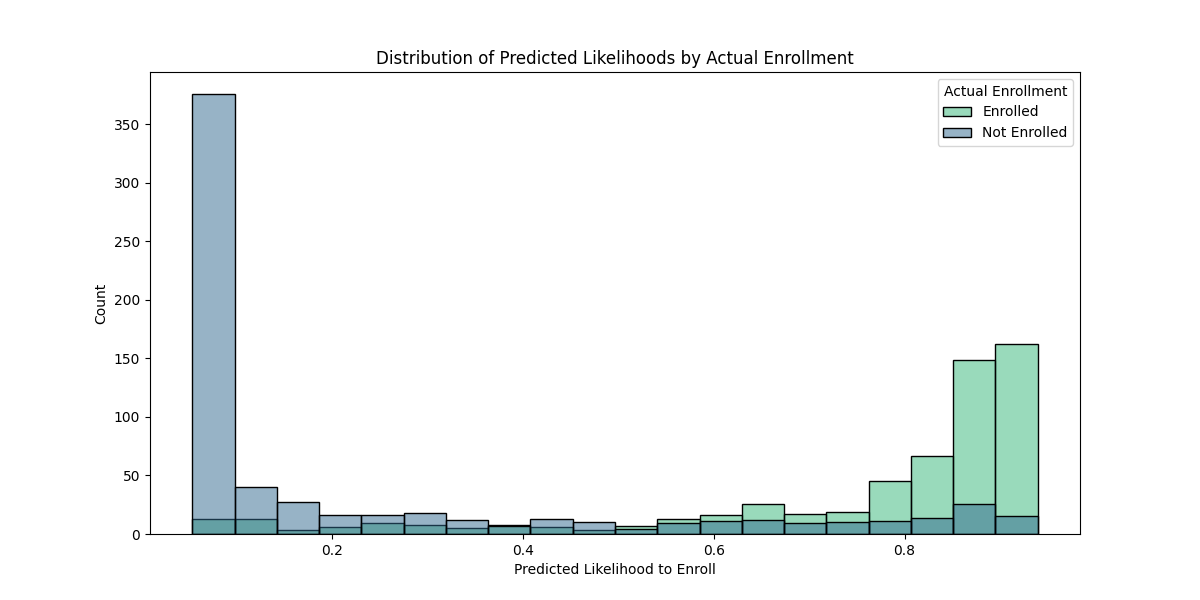 Distribution of Predicted Likelihoods by Actual Enrollment
Actual Enrollment
Enrolled
Not Enrolled
350
300
250
200
150
100
50
0
Count
0.2 0.4 0.6 0.8
Predicted Likelihood to Enroll